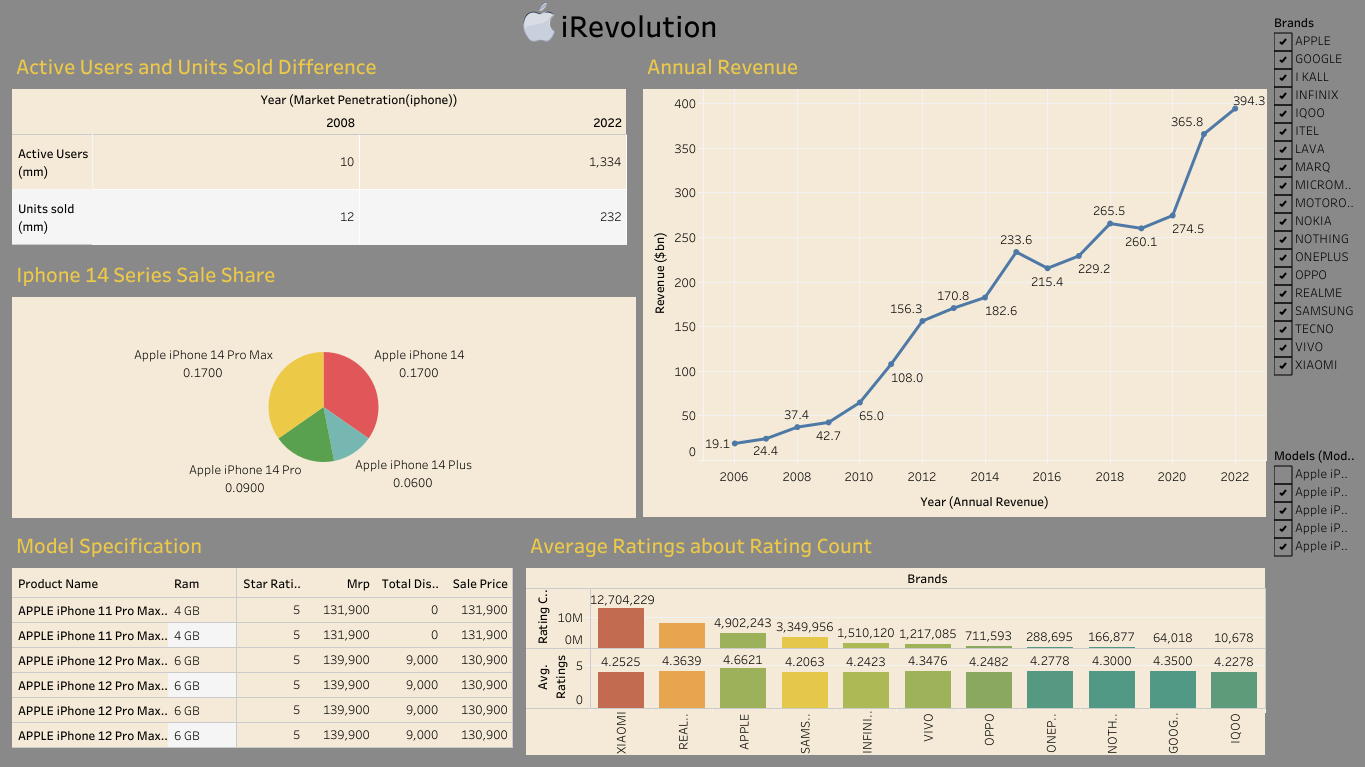 iRevolution
Active Users and Units Sold Difference
Year (Market Penetration(iphone))
2008 2022
Active Users
(mm)
10 1,334
Units sold
(mm)
12 232
Iphone 14 Series Sale Share
Apple iPhone 14 Pro Max
0.1700
Apple iPhone 14
0.1700
Apple iPhone 14 Pro
0.0900
Apple iPhone 14 Plus
0.0600
Annual Revenue
Revenue ($bn)
400
350
300
250
200
150
100
50
0
19.1
24.4
37.4
42.7
65.0
108.0
156.3
170.8
182.6
233.6
215.4
229.2
265.5
260.1
274.5
365.8
394.3
2006 2008 2010 2012 2014 2016 2018 2020 2022
Year (Annual Revenue)
Brands
APPLE
GOOGLE
I KALL
INFINIX
IQOO
ITEL
LAVA
MARQ
MICROM..
MOTORO..
NOKIA
NOTHING
ONEPLUS
OPPO
REALME
SAMSUNG
TECNO
VIVO
XIAOMI
Models (Mod..
Apple iP..
Apple iP..
Apple iP..
Apple iP..
Apple iP..
Model Specification
Product Name Ram Star Rati.. Mrp Total Dis.. Sale Price
APPLE iPhone 11 Pro Max.. 4 GB 5 131,900 0 131,900
APPLE iPhone 11 Pro Max.. 4 GB 5 131,900 0 131,900
APPLE iPhone 12 Pro Max.. 6 GB 5 139,900 9,000 130,900
APPLE iPhone 12 Pro Max.. 6 GB 5 139,900 9,000 130,900
APPLE iPhone 12 Pro Max.. 6 GB 5 139,900 9,000 130,900
APPLE iPhone 12 Pro Max.. 6 GB 5 139,900 9,000 130,900
Average Ratings about Rating Count
Brands
Rating C..
10M
0M
12,704,229 4,902,243 3,349,956 1,510,120 1,217,085 711,593 288,695 166,877 64,018 10,678
Avg.
Ratings
5
0
4.2525 4.3639 4.6621 4.2063 4.2423 4.3476 4.2482 4.2778 4.3000 4.3500 4.2278
XIAOMI REAL.. APPLE SAMS.. INFINI.. VIVO OPPO ONEP.. NOTH.. GOOG.. IQOO